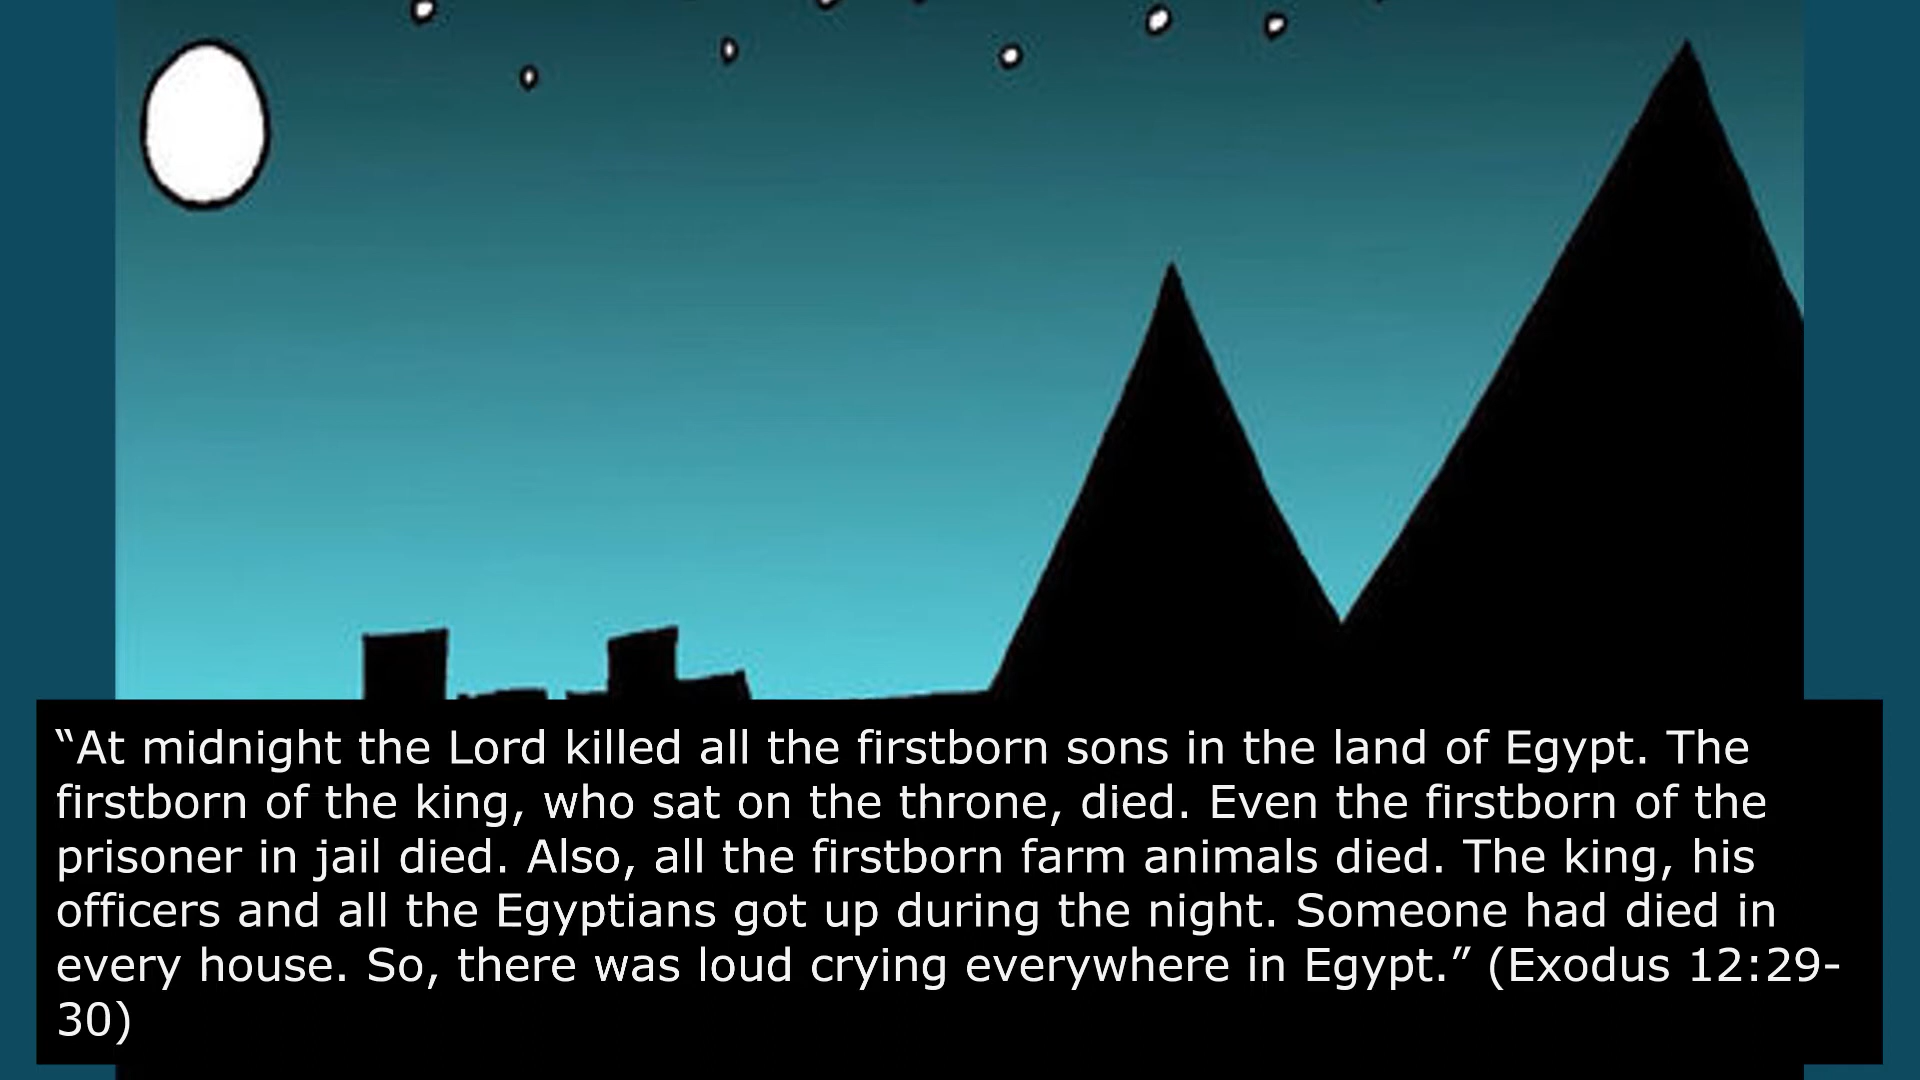 “At midnight the Lord killed all the firstborn sons in the land of Egypt. The
firstborn of the king, who sat on the throne, died. Even the firstborn of the
prisoner in jail died. Also, all the firstborn farm animals died. The king, his
officers and all the Egyptians got up during the night. Someone had died in
every house. So, there was loud crying everywhere in Egypt.” (Exodus 12:29-
30)